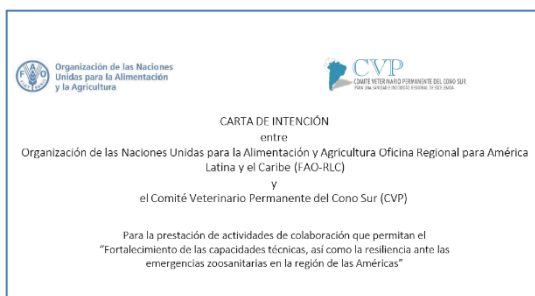 Organización de las Naciones
Unidas para la Alimentación
y la Agricultura
CVP
COMITÉ VETERINARIO PERMANENTE DEL CONO SUR
CARTA DE INTENCIÓN
entre
Organización de las Naciones Unidas para la Alimentación y Agricultura Oficina Regional para América
Latina y el Caribe (FAO-RLC)
y
el Comité Veterinario Permanente del Cono Sur (CVP)
Para la prestación de actividades de colaboración que permitan el
"Fortalecimiento de las capacidades técnicas, así como la resiliencia ante las
emergencias zoosanitarias en la región de las Américas"